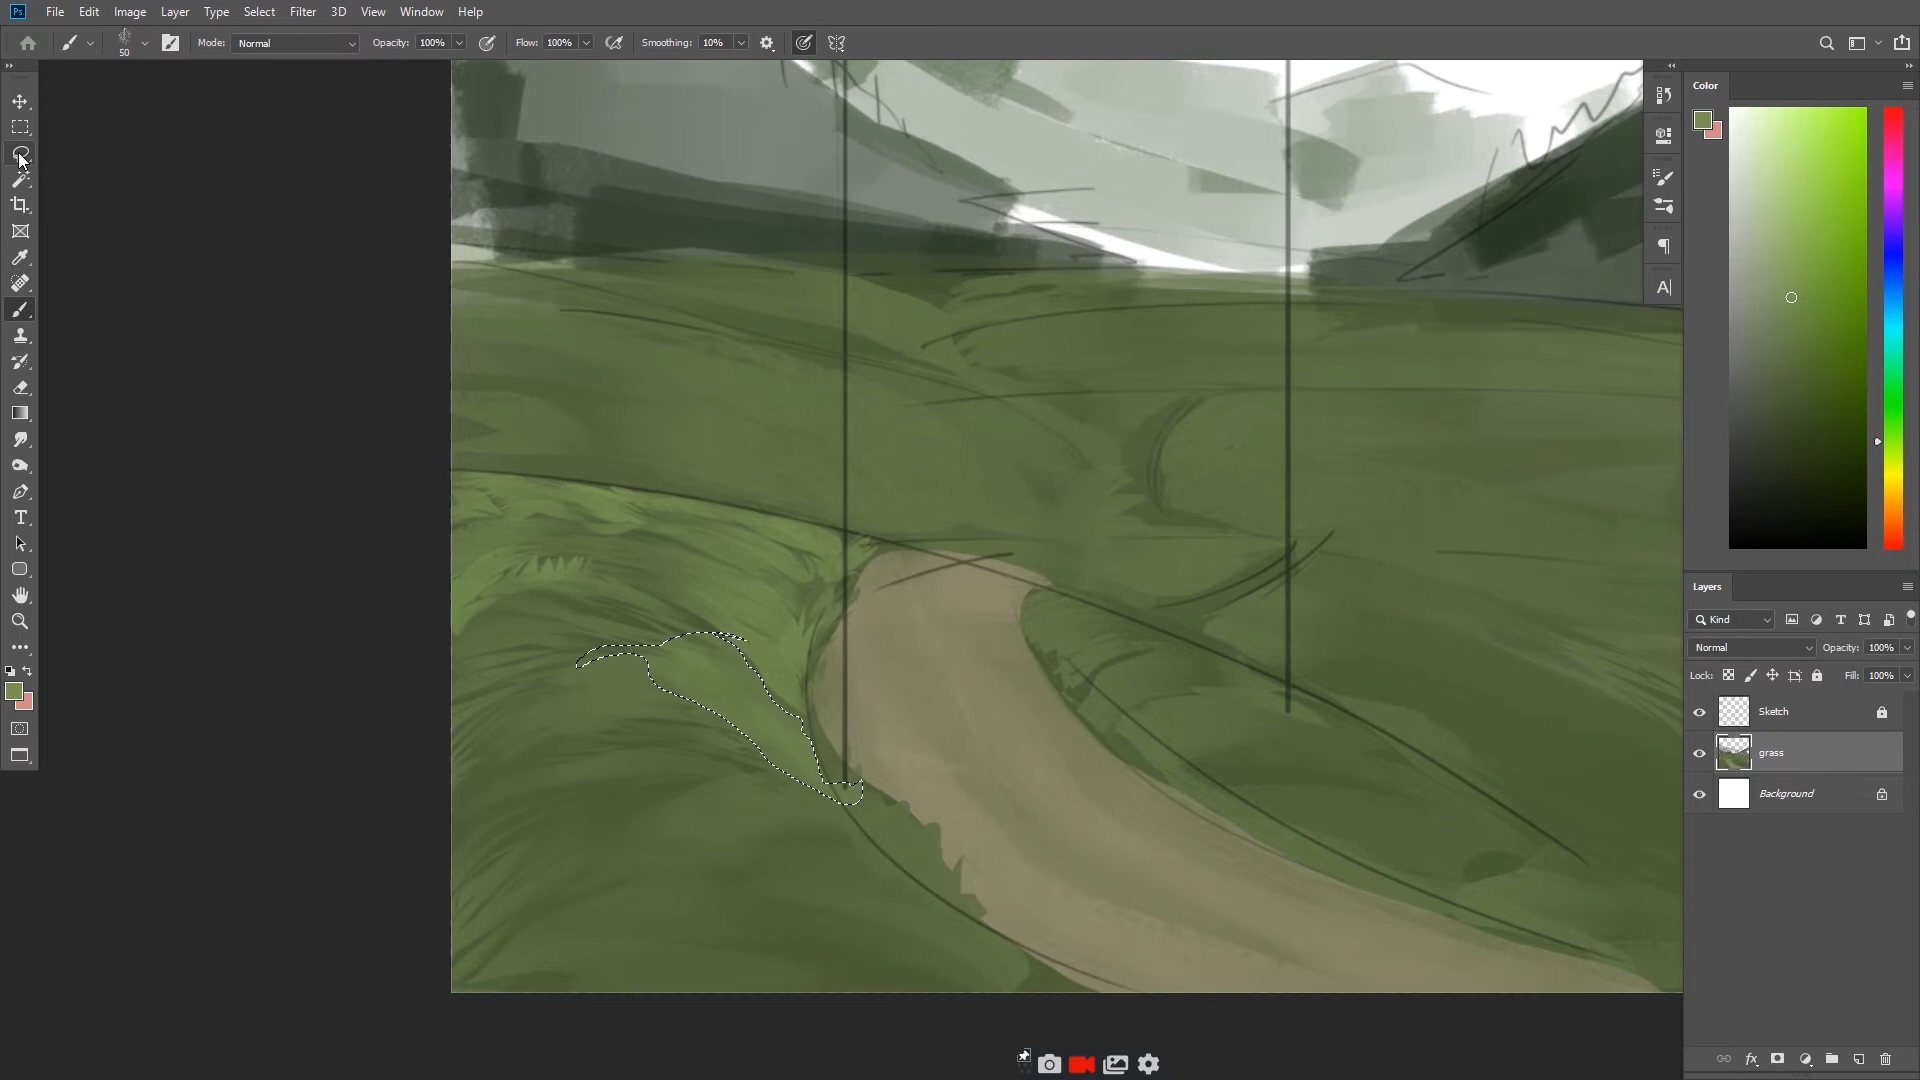 Ps File Edit Image Layer Type Select Filter 3D View Window Help
50 Mode: Normal Opacity: 100% Flow: 100% Smoothing: 10%
Color
Layers
Kind
Normal Opacity: 100%
Lock: Fill: 100%
Sketch
grass
Background